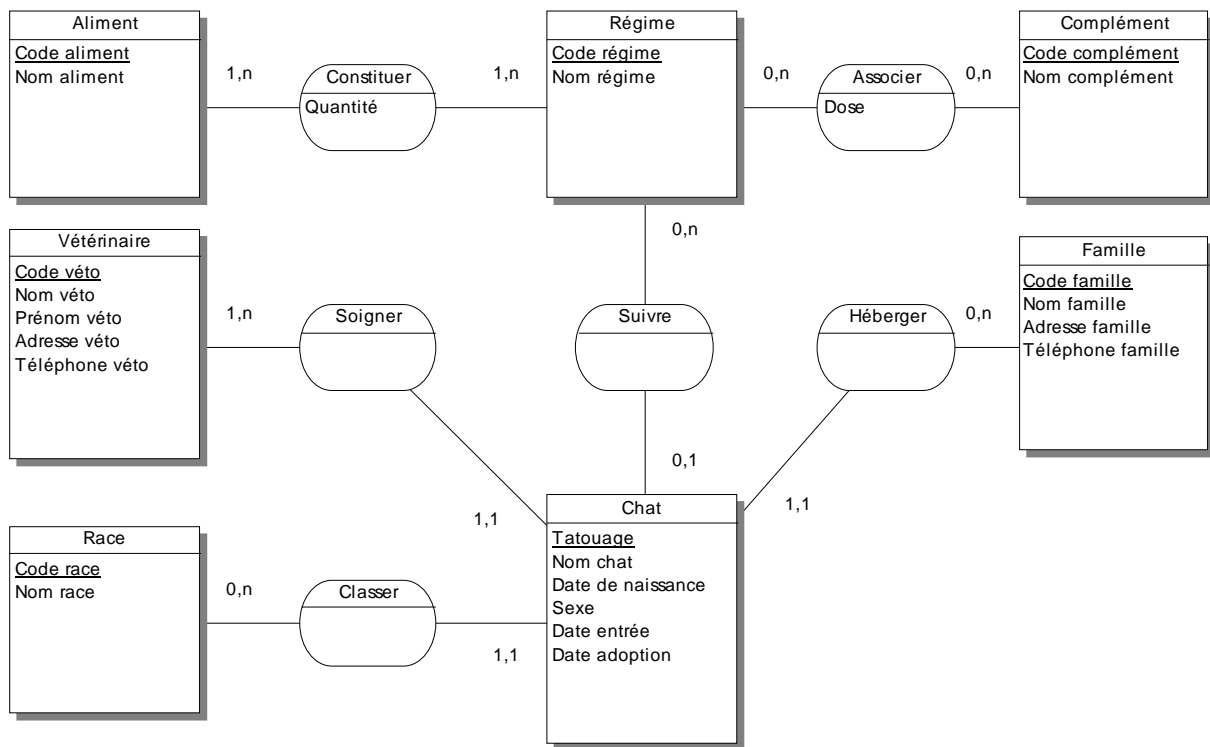 Aliment
Code aliment
Nom aliment
1,n
Constituer
Quantité
1,n
Régime
Code régime
Nom régime
0,n
Associer
Dose
0,n
Complément
Code complément
Nom complément
Vétérinaire
Code véto
Nom véto
Prénom véto
Adresse véto
Téléphone véto
1,n
Soigner
1,1
0,n
Suivre
0,1
Héberger
0,n
1,1
Famille
Code famille
Nom famille
Adresse famille
Téléphone famille
Race
Code race
Nom race
0,n
Classer
1,1
Chat
Tatouage
Nom chat
Date de naissance
Sexe
Date entrée
Date adoption